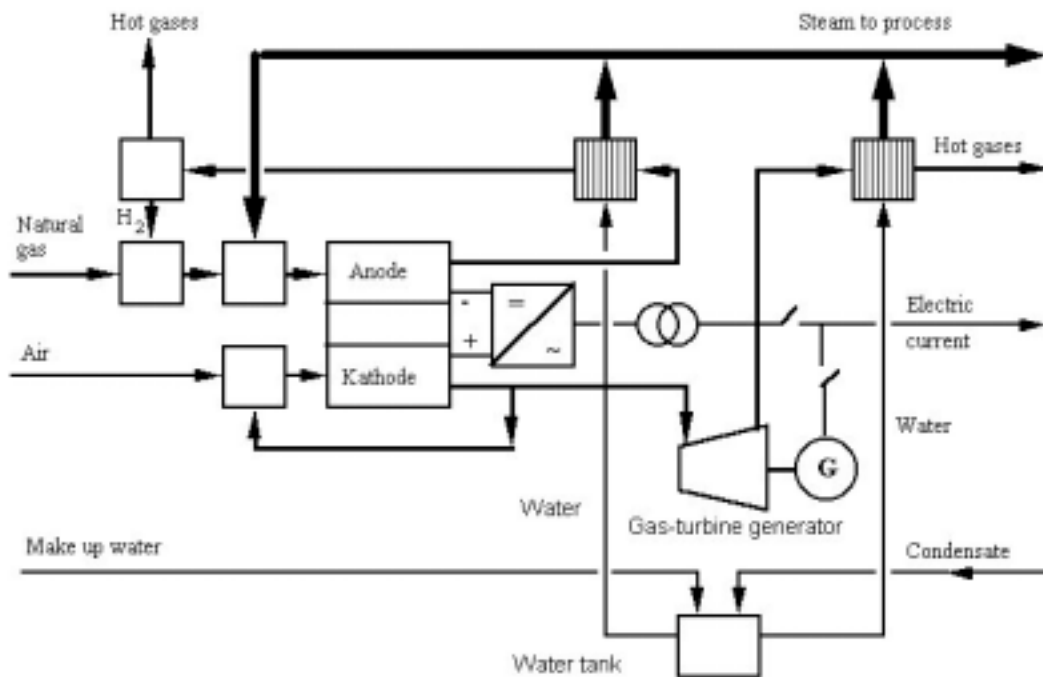 Hot gases
Steam to process
Hot gases
H2
Natural
gas
Anode
-
=
Electric
current
+
~
Air
Kathode
Water
G
Water
Gas-turbine generator
Make up water
Condensate
Water tank